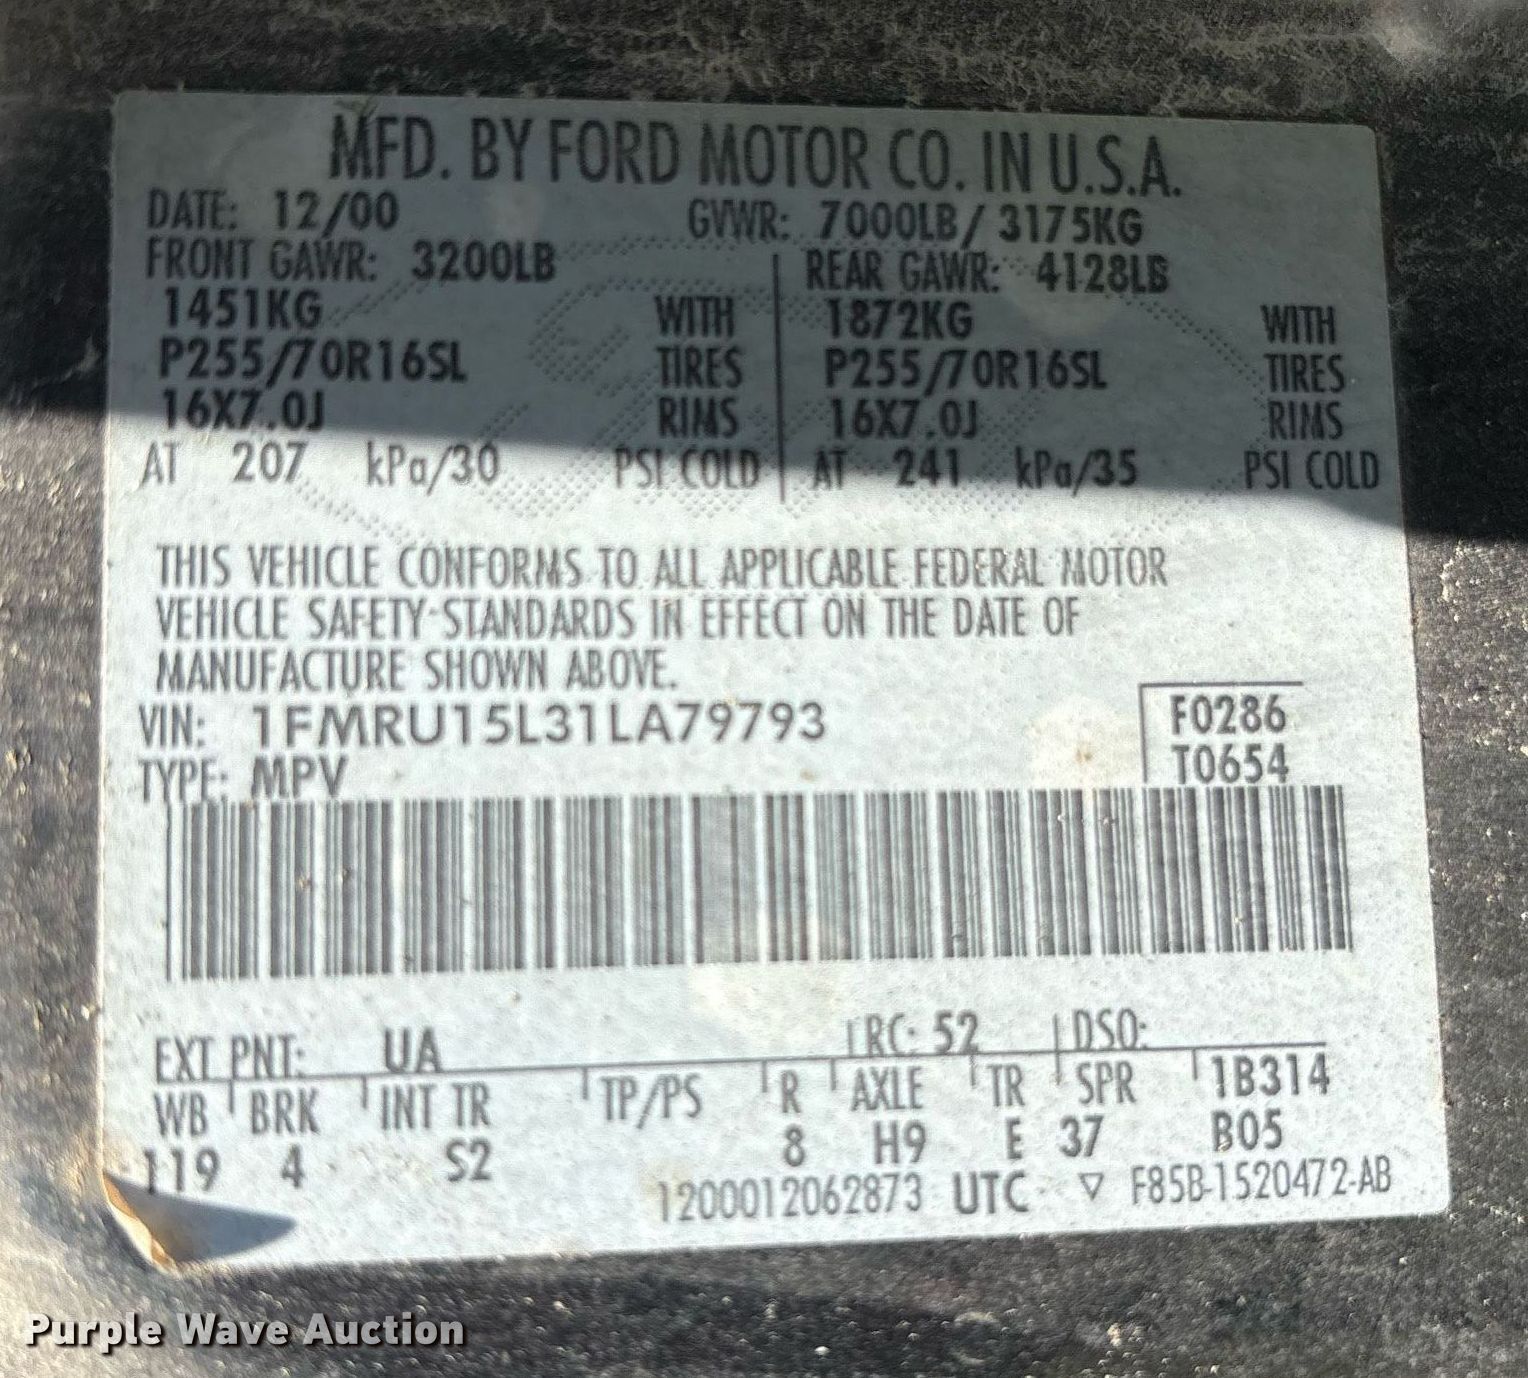 MFD. BY FORD MOTOR CO. IN U.S.A.
DATE: 12/00 GVWR: 7000LB/3175KG
FRONT GAWR: 3200LB REAR GAWR: 4128LB
1451KG WITH 1872KG WITH
P255/70R16SL TIRES P255/70R16SL TIRES
16X7.0J RIMS 16X7.0J RIMS
AT 207 kPa/30 PSI COLD AT 241 kPa/35 PSI COLD
THIS VEHICLE CONFORMS TO ALL APPLICABLE FEDERAL MOTOR
VEHICLE SAFETY STANDARDS IN EFFECT ON THE DATE OF
MANUFACTURE SHOWN ABOVE.
VIN: 1FMRU15L31LA79793 F0286
TYPE: MPV T0654
EXT PNT: UA RC: 52 DSO:
WB BRK INT TR TP/PS R AXLE TR SPR 1B314
119 4 S2 8 H9 E 37 B05
1200012062873 UTC ▽ F85B-1520472-AB
Purple Wave Auction